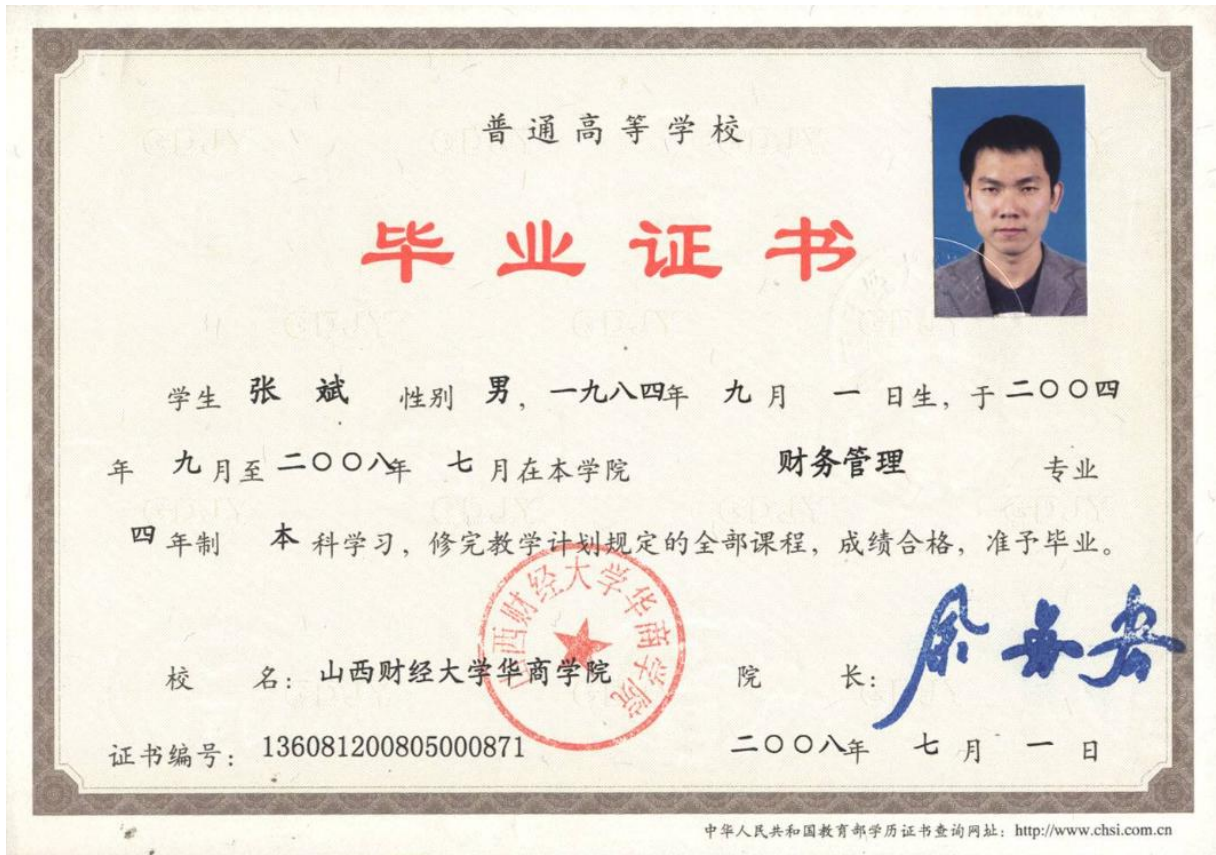 普通高等学校
毕业证书
学生 张 斌 性别 男，一九八四年 九 月 一 日生，于二〇〇四
年 九月至二〇〇八年 七 月在本学院 财务管理 专业
四年制 本科学习，修完教学计划规定的全部课程，成绩合格，准予毕业。
山西财经大学华商学院
校 名：山西财经大学华商学院 院 长：
证书编号：136081200805000871 二〇〇八年 七 月 一 日
中华人民共和国教育部学历证书查询网址：http://www.chsi.com.cn